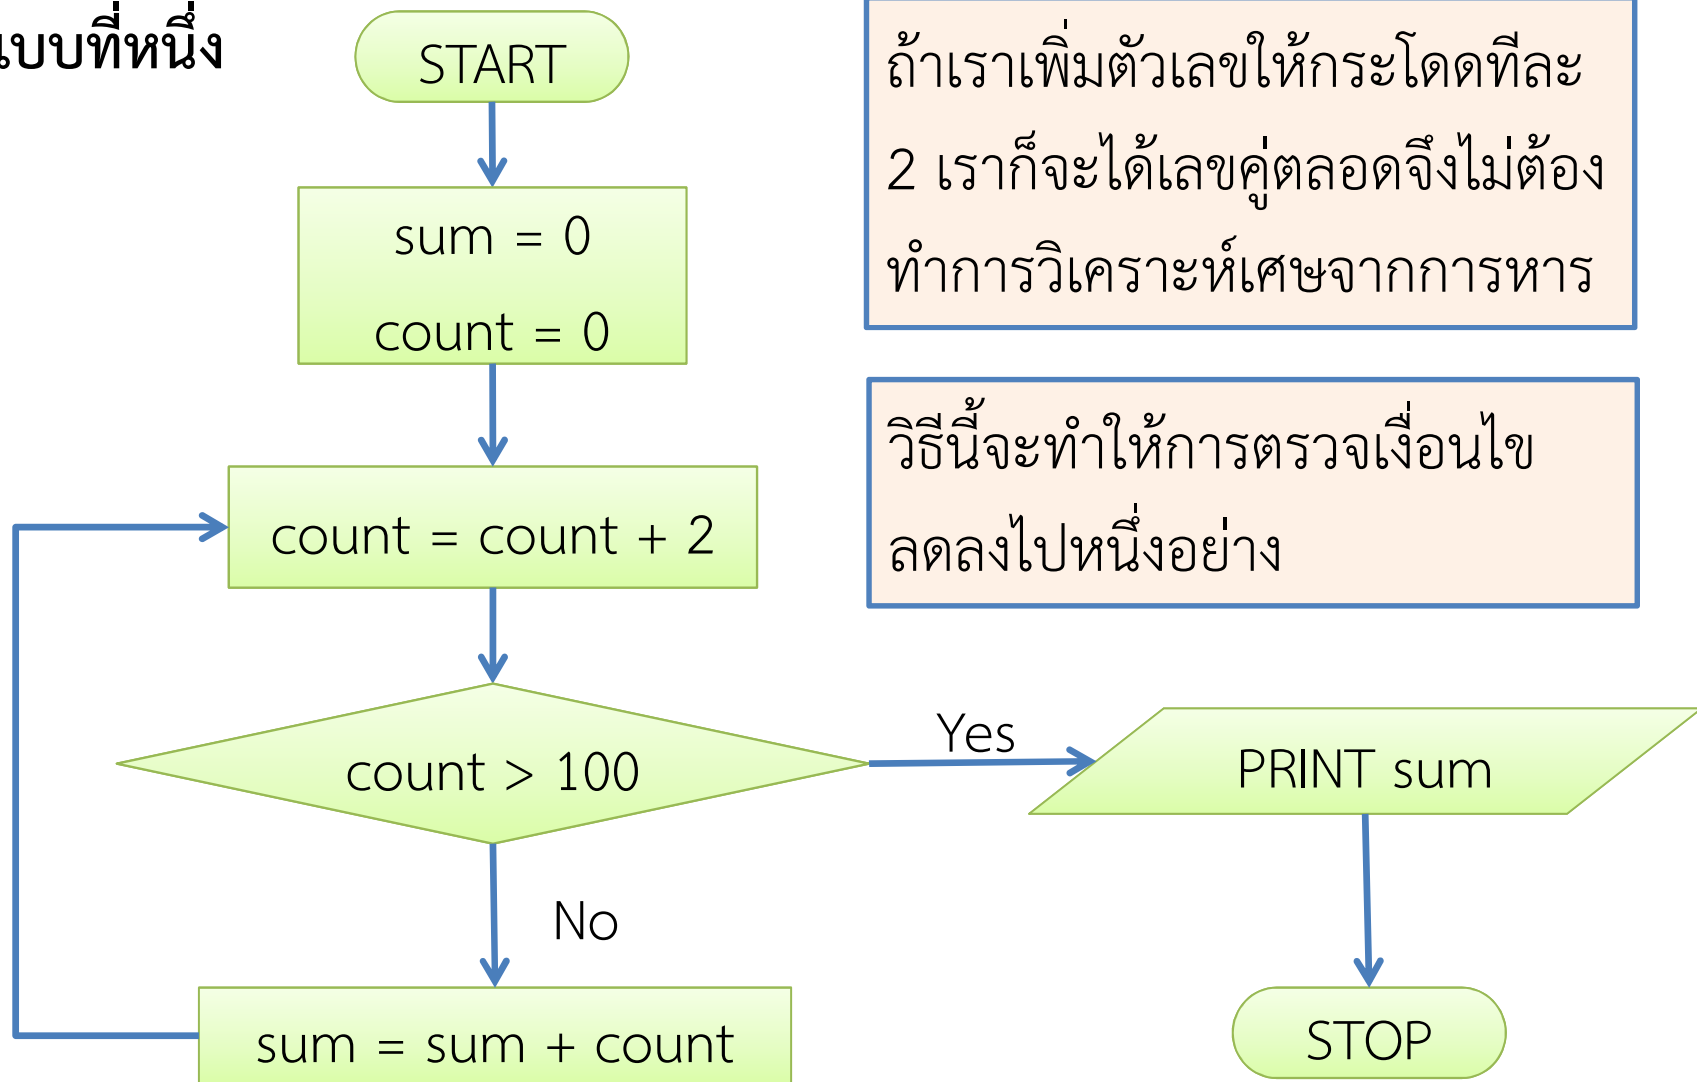 แบบที่หนึ่ง
START
sum = 0
count = 0
count = count + 2
count > 100
Yes
No
sum = sum + count
PRINT sum
STOP
ถ้าเราเพิ่มตัวเลขให้กระโดดทีละ
2 เราก็จะได้เลขคู่ตลอดจึงไม่ต้อง
ทำการวิเคราะห์เศษจากการหาร
วิธีนี้จะทำให้การตรวจเงื่อนไข
ลดลงไปหนึ่งอย่าง